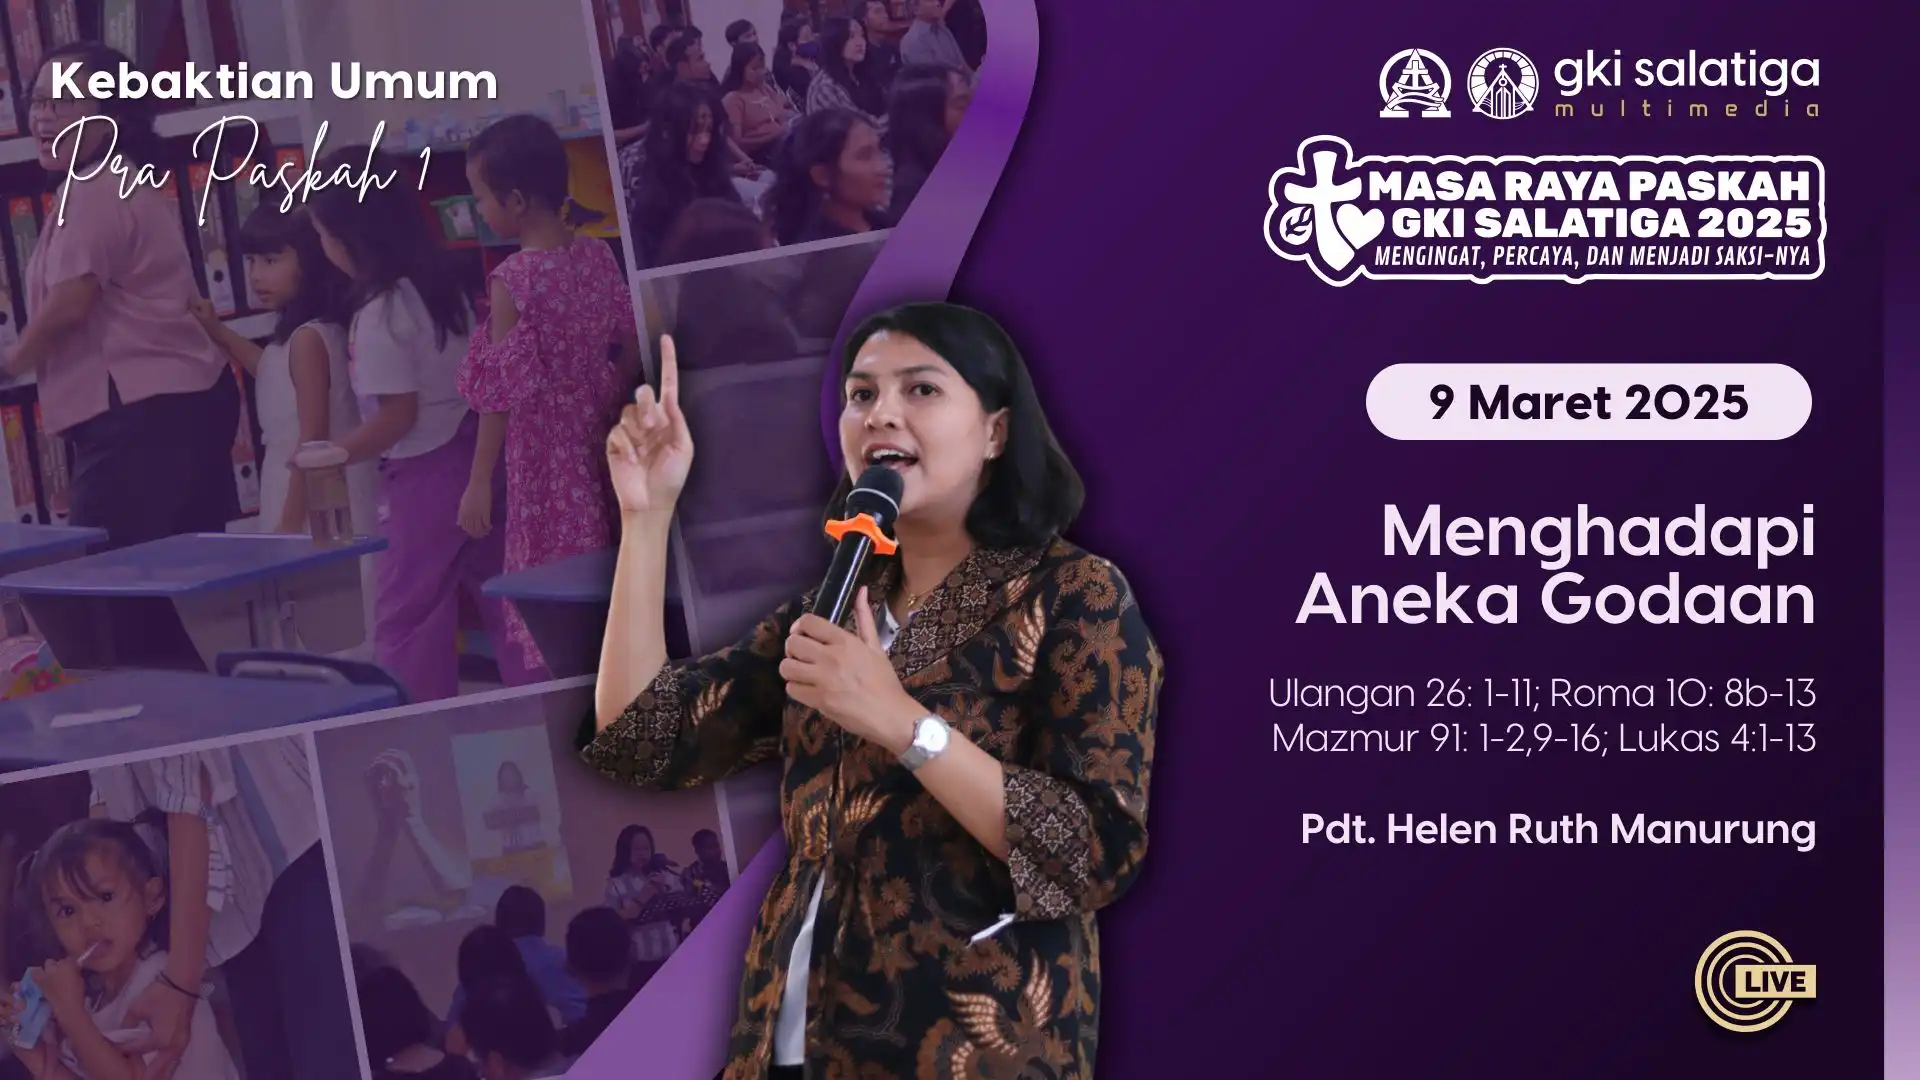 Kebaktian Umum
Pra Paskah 1
gki salatiga
multimedia
MASA RAYA PASKAH
GKI SALATIGA 2025
MENGINGAT, PERCAYA, DAN MENJADI SAKSI-NYA
9 Maret 2025
Menghadapi
Aneka Godaan
Ulangan 26: 1-11; Roma 10: 8b-13
Mazmur 91: 1-2,9-16; Lukas 4:1-13
Pdt. Helen Ruth Manurung
LIVE